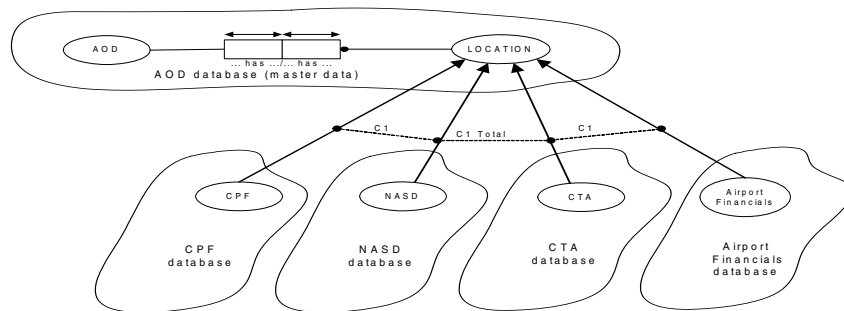 AOD
LOCATION
... has .../... has ...
AOD database (master data)
C1
C1 Total
C1
CPF
NASD
CTA
Airport
Financials
CPF
database
NASD
database
CTA
database
Airport
Financials
database